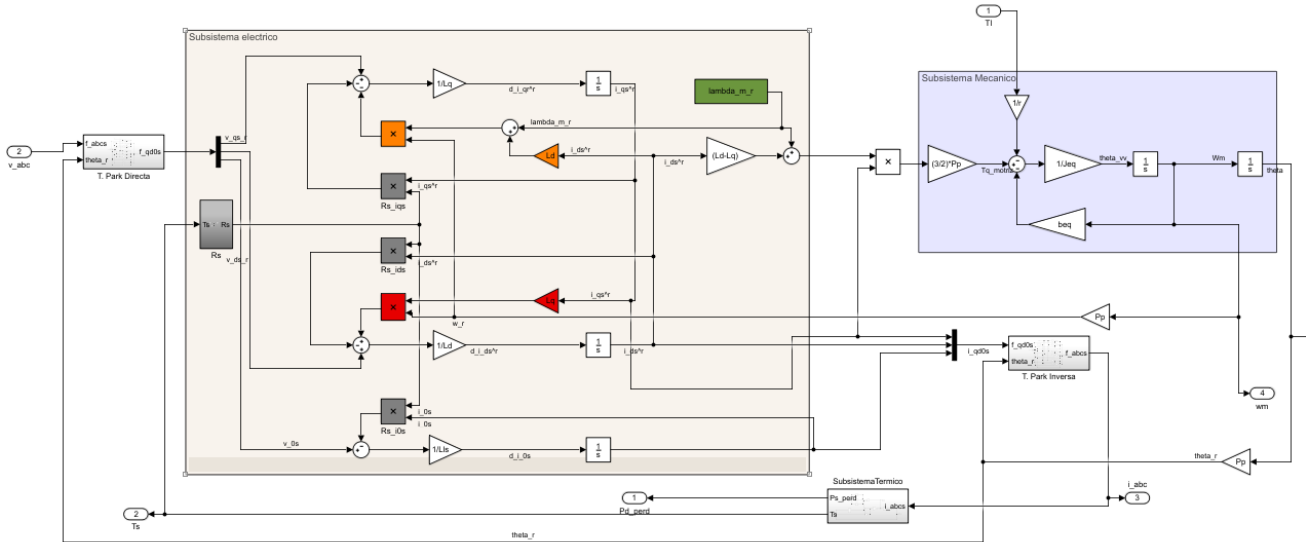 1
Tl
Subsistema electrico
Subsistema Mecanico
1/Lq
1
s
d_i_qr^r
i_qs^r
lambda_m_r
1/r
v_qs_r
lambda_m_r
2
v_abc
f_abcs
theta_r
f_qd0s
T. Park Directa
×
Ld
i_ds^r
i_ds^r
(Ld-Lq)
×
(3/2)*Pp
1/Jeq
theta_vv
1
s
Wm
1
s
theta
×
i_qs^r
Rs_iqs
beq
Ts
Rs
Rs
v_ds_r
×
i_ds^r
Rs_ids
×
Lq
i_qs^r
w_r
Pp
1/Ld
d_i_ds^r
1
s
i_ds^r
i_qd0s
f_qd0s
theta_r
f_abcs
T. Park Inversa
4
wm
×
i_0s
i_0s
Rs_i0s
v_0s
1/Lls
d_i_0s
1
s
theta_r
Pp
SubsistemaTermico
Ps_perd
Ts
i_abcs
i_abc
3
1
Pd_perd
2
Ts
theta_r